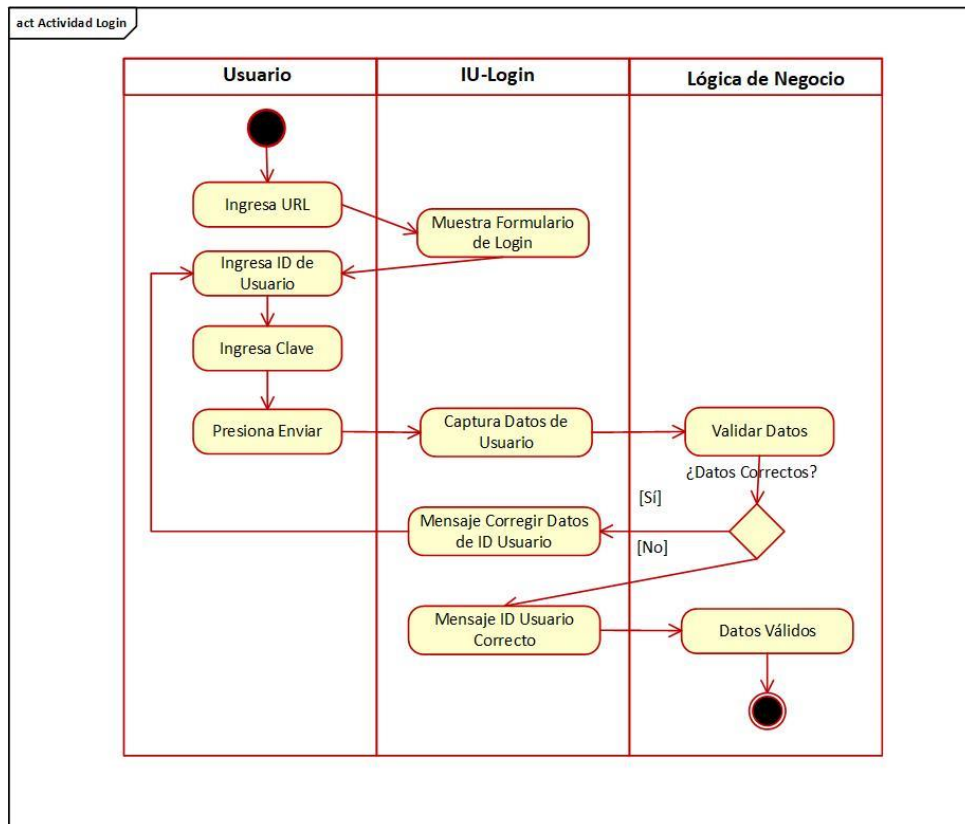 act Actividad Login
Usuario
IU-Login
Lógica de Negocio
Ingresa URL
Muestra Formulario
de Login
Ingresa ID de
Usuario
Ingresa Clave
Presiona Enviar
Captura Datos de
Usuario
Validar Datos
¿Datos Correctos?
[Sí]
Mensaje Corregir Datos
de ID Usuario
[No]
Mensaje ID Usuario
Correcto
Datos Válidos